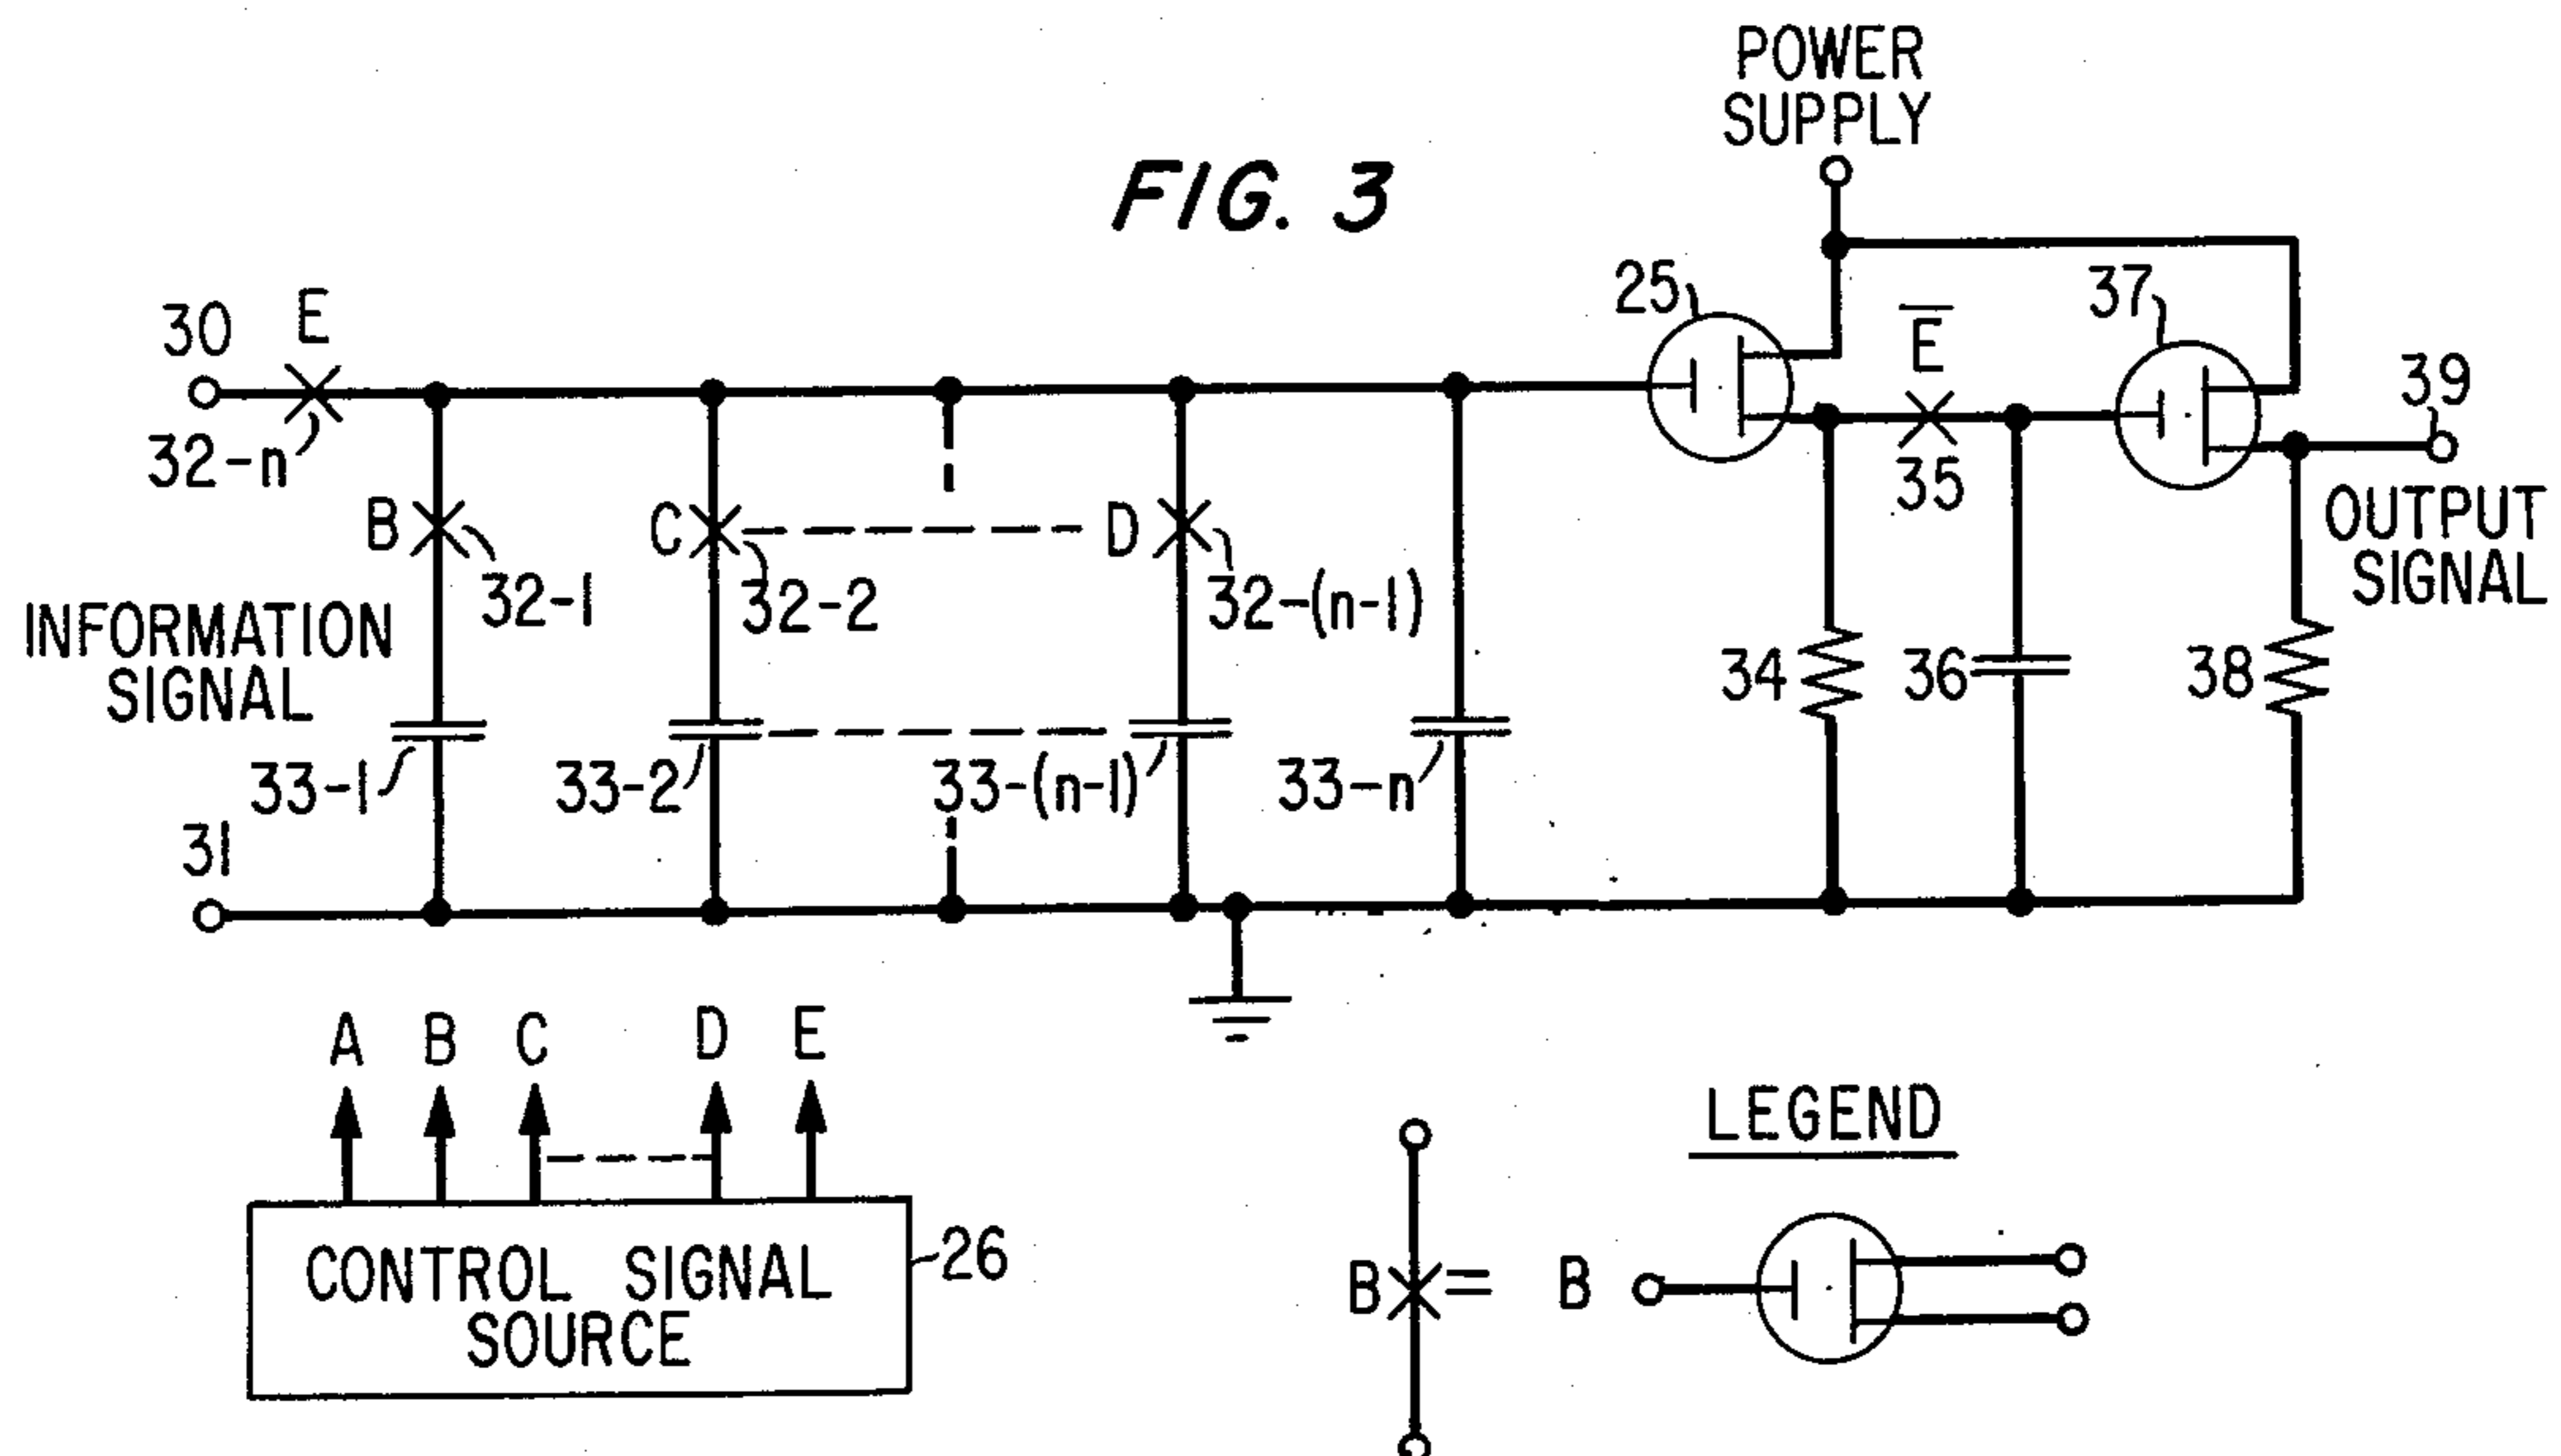 FIG. 3
POWER
SUPPLY
30
E
32-n
25
E̅
37
39
35
B
32-1
C
32-2
D
32-(n-1)
OUTPUT
SIGNAL
INFORMATION
SIGNAL
33-1
33-2
33-(n-1)
33-n
34
36
38
31
A B C D E
CONTROL SIGNAL
SOURCE
26
LEGEND
B = B